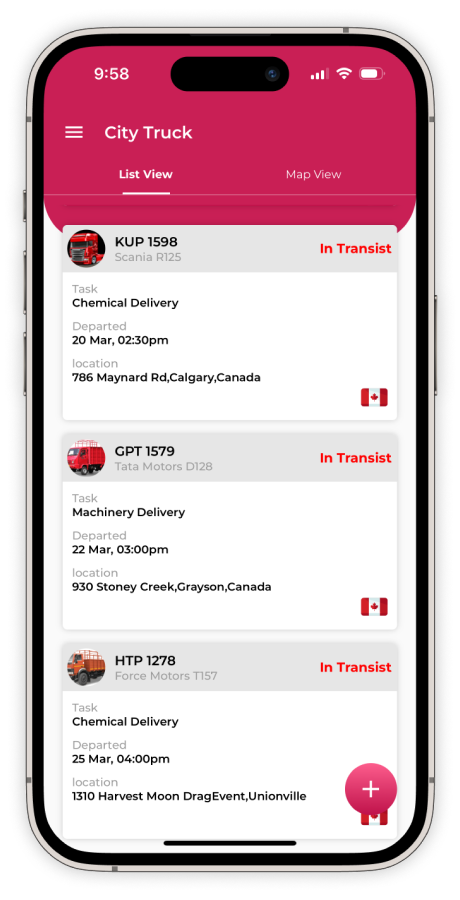 9:58
City Truck
List View
Map View
KUP 1598
Scania R125
In Transist
Task
Chemical Delivery
Departed
20 Mar, 02:30pm
location
786 Maynard Rd,Calgary,Canada
GPT 1579
Tata Motors D128
In Transist
Task
Machinery Delivery
Departed
22 Mar, 03:00pm
location
930 Stoney Creek,Grayson,Canada
HTP 1278
Force Motors T157
In Transist
Task
Chemical Delivery
Departed
25 Mar, 04:00pm
location
1310 Harvest Moon DragEvent,Unionville